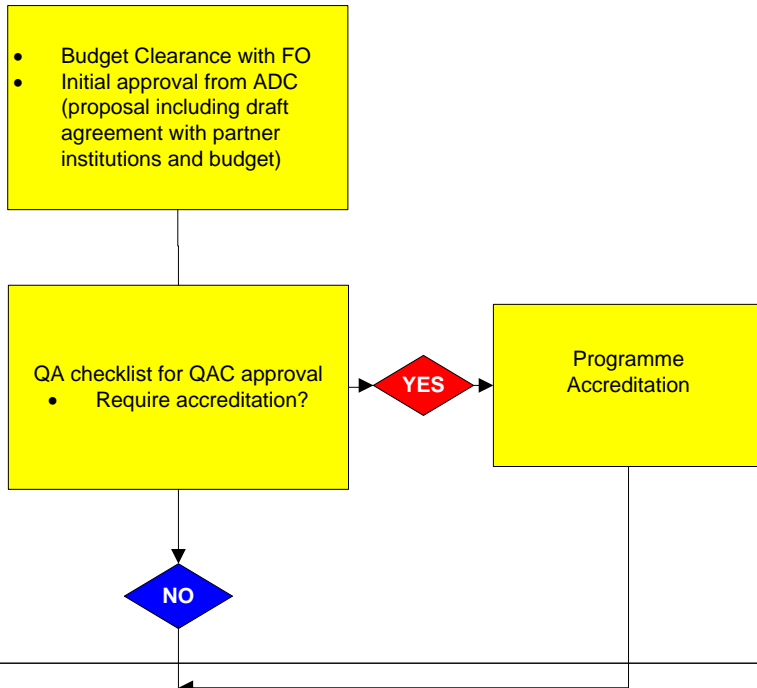 • Budget Clearance with FO
• Initial approval from ADC
(proposal including draft
agreement with partner
institutions and budget)
QA checklist for QAC approval
• Require accreditation?
YES
Programme
Accreditation
NO